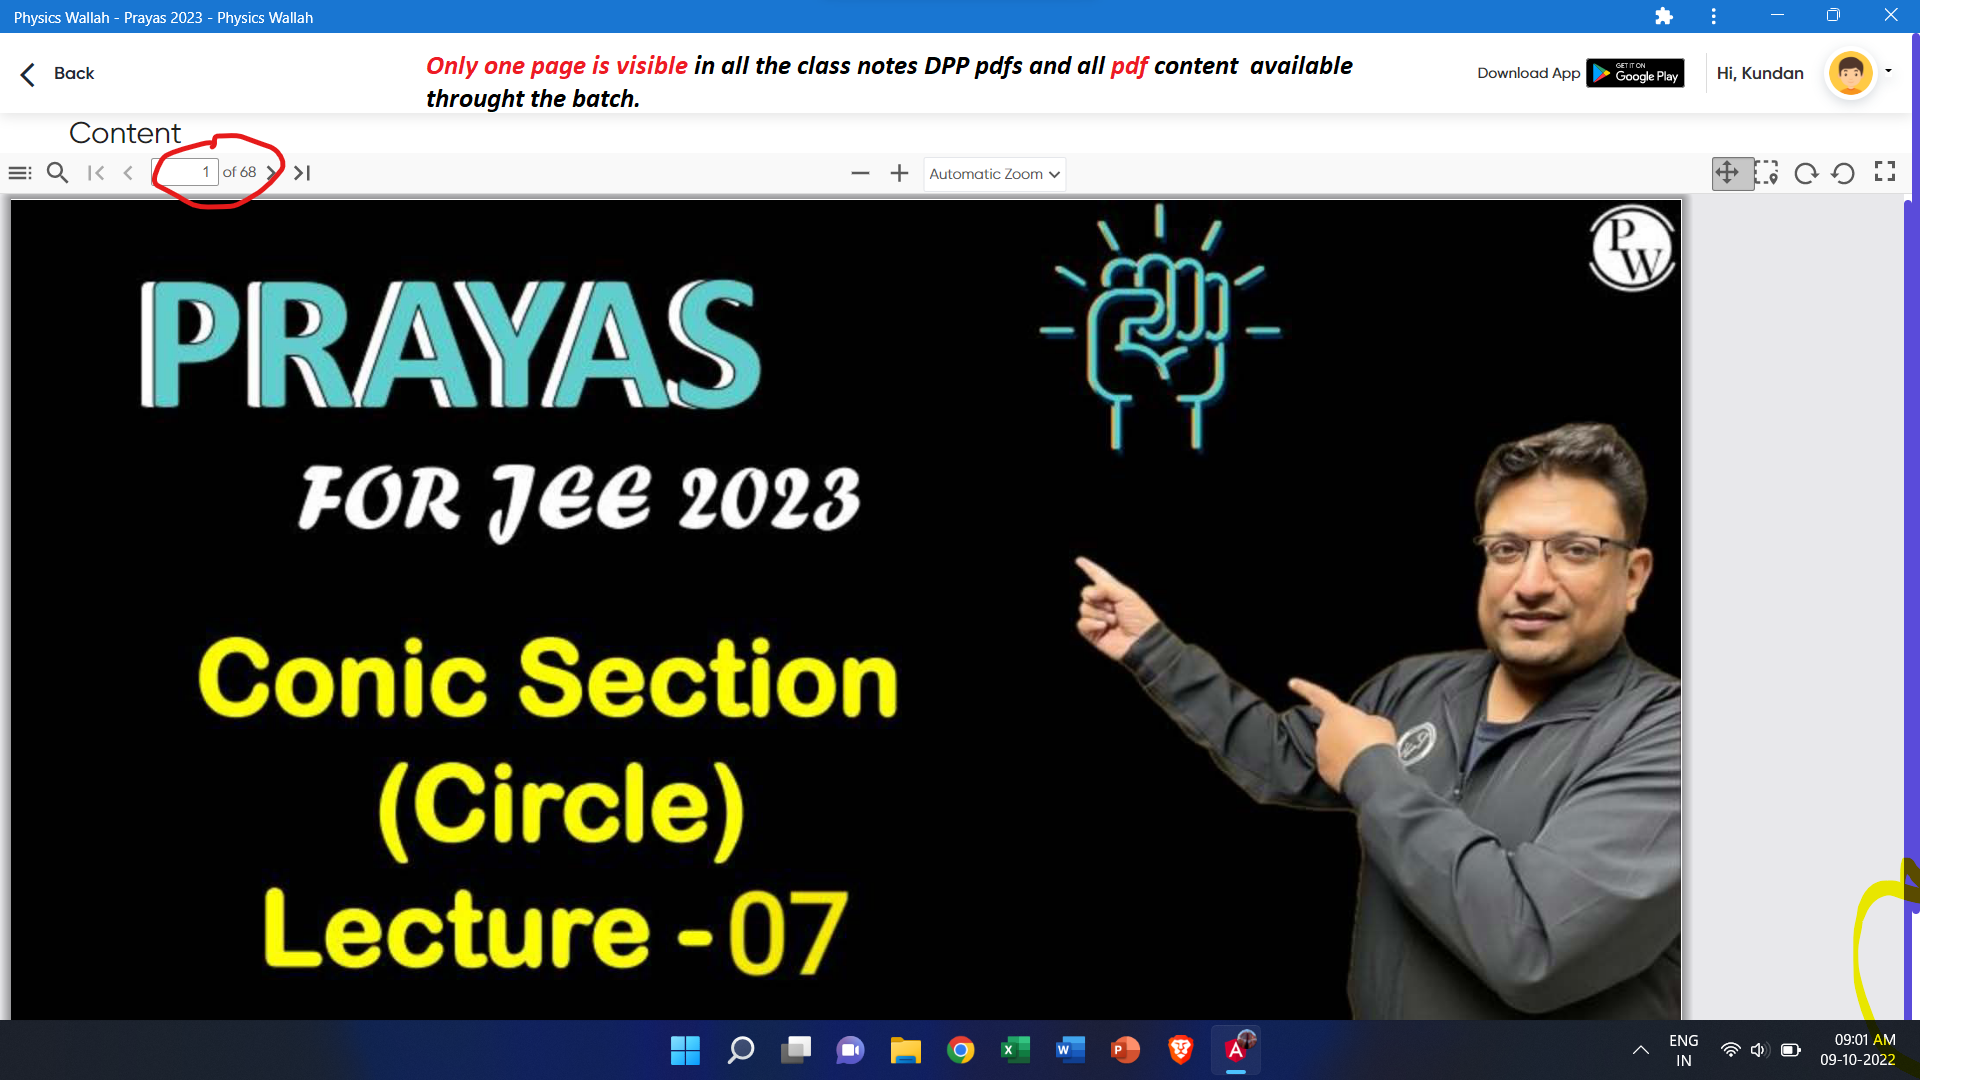 Physics Wallah - Prayas 2023 - Physics Wallah
Back
Only one page is visible in all the class notes DPP pdfs and all pdf content available
throught the batch.
Download App
GET IT ON
Google Play
Hi, Kundan
Content
1 of 68
Automatic Zoom
PW
PRAYAS
FOR JEE 2023
Conic Section
(Circle)
Lecture - 07
ENG
IN
09:01 AM
09-10-2022